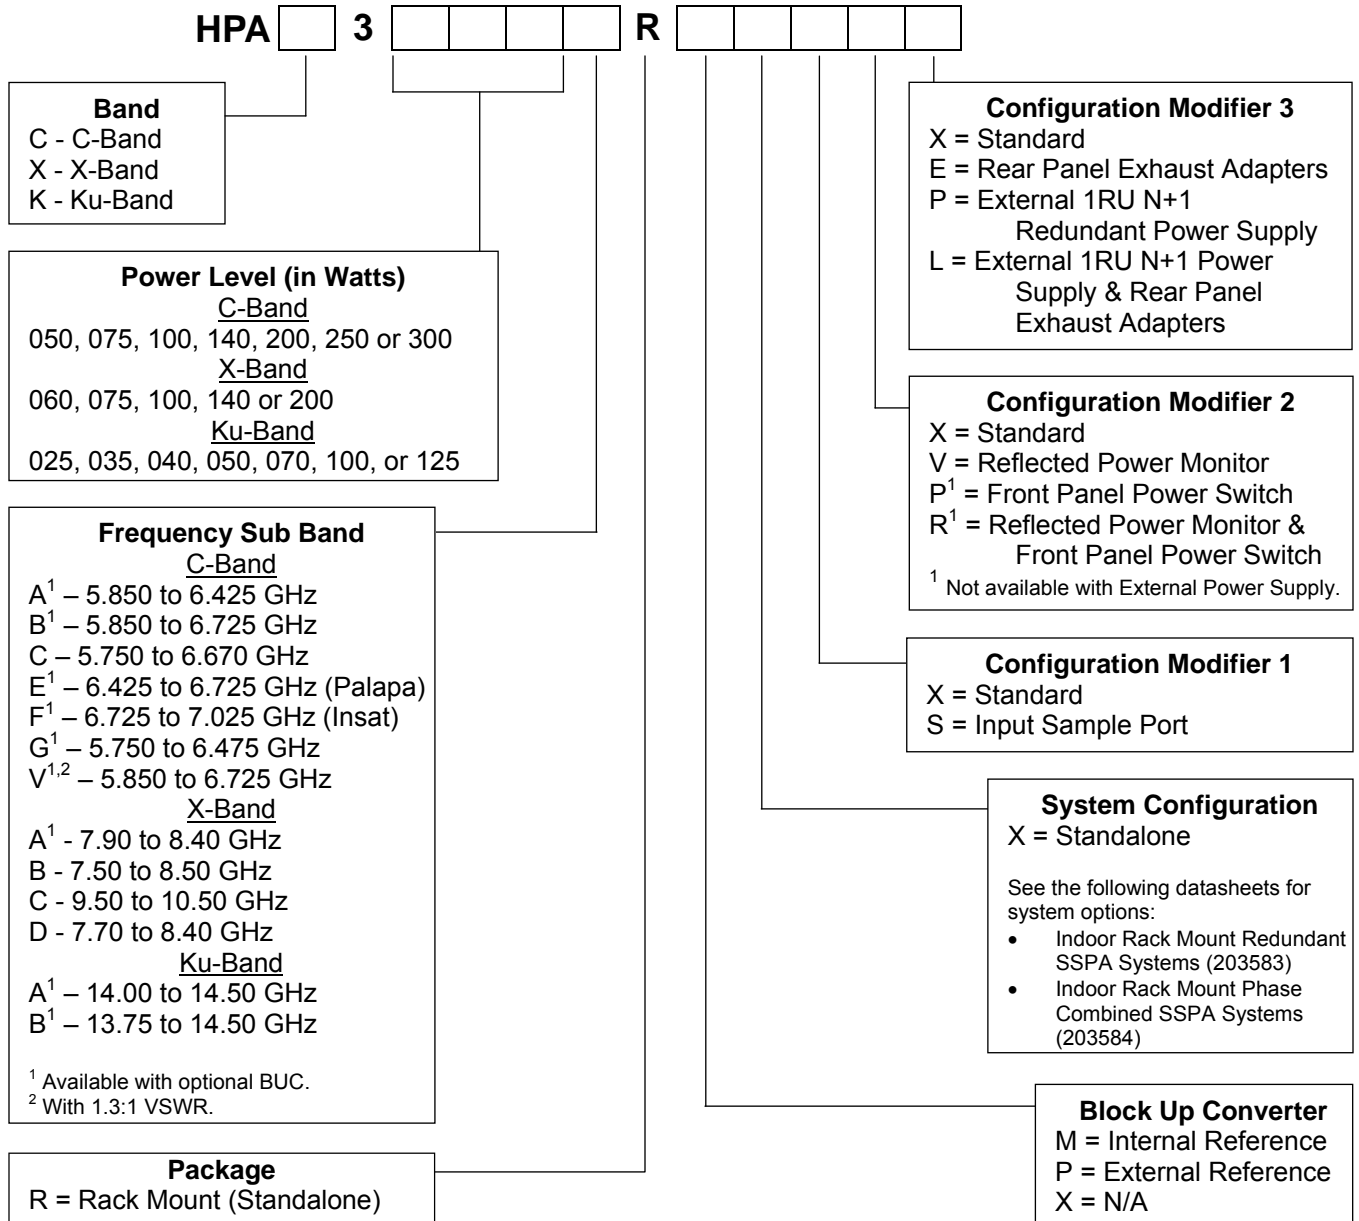 HPA 3 R
Band
C - C-Band
X - X-Band
K - Ku-Band
Power Level (in Watts)
C-Band
050, 075, 100, 140, 200, 250 or 300
X-Band
060, 075, 100, 140 or 200
Ku-Band
025, 035, 040, 050, 070, 100, or 125
Frequency Sub Band
C-Band
A¹ – 5.850 to 6.425 GHz
B¹ – 5.850 to 6.725 GHz
C – 5.750 to 6.670 GHz
E¹ – 6.425 to 6.725 GHz (Palapa)
F¹ – 6.725 to 7.025 GHz (Insat)
G¹ – 5.750 to 6.475 GHz
V¹,² – 5.850 to 6.725 GHz
X-Band
A¹ - 7.90 to 8.40 GHz
B - 7.50 to 8.50 GHz
C - 9.50 to 10.50 GHz
D - 7.70 to 8.40 GHz
Ku-Band
A¹ – 14.00 to 14.50 GHz
B¹ – 13.75 to 14.50 GHz
¹ Available with optional BUC.
² With 1.3:1 VSWR.
Package
R = Rack Mount (Standalone)
Configuration Modifier 3
X = Standard
E = Rear Panel Exhaust Adapters
P = External 1RU N+1
Redundant Power Supply
L = External 1RU N+1 Power
Supply & Rear Panel
Exhaust Adapters
Configuration Modifier 2
X = Standard
V = Reflected Power Monitor
P¹ = Front Panel Power Switch
R¹ = Reflected Power Monitor &
Front Panel Power Switch
¹ Not available with External Power Supply.
Configuration Modifier 1
X = Standard
S = Input Sample Port
System Configuration
X = Standalone
See the following datasheets for
system options:
• Indoor Rack Mount Redundant
SSPA Systems (203583)
• Indoor Rack Mount Phase
Combined SSPA Systems
(203584)
Block Up Converter
M = Internal Reference
P = External Reference
X = N/A